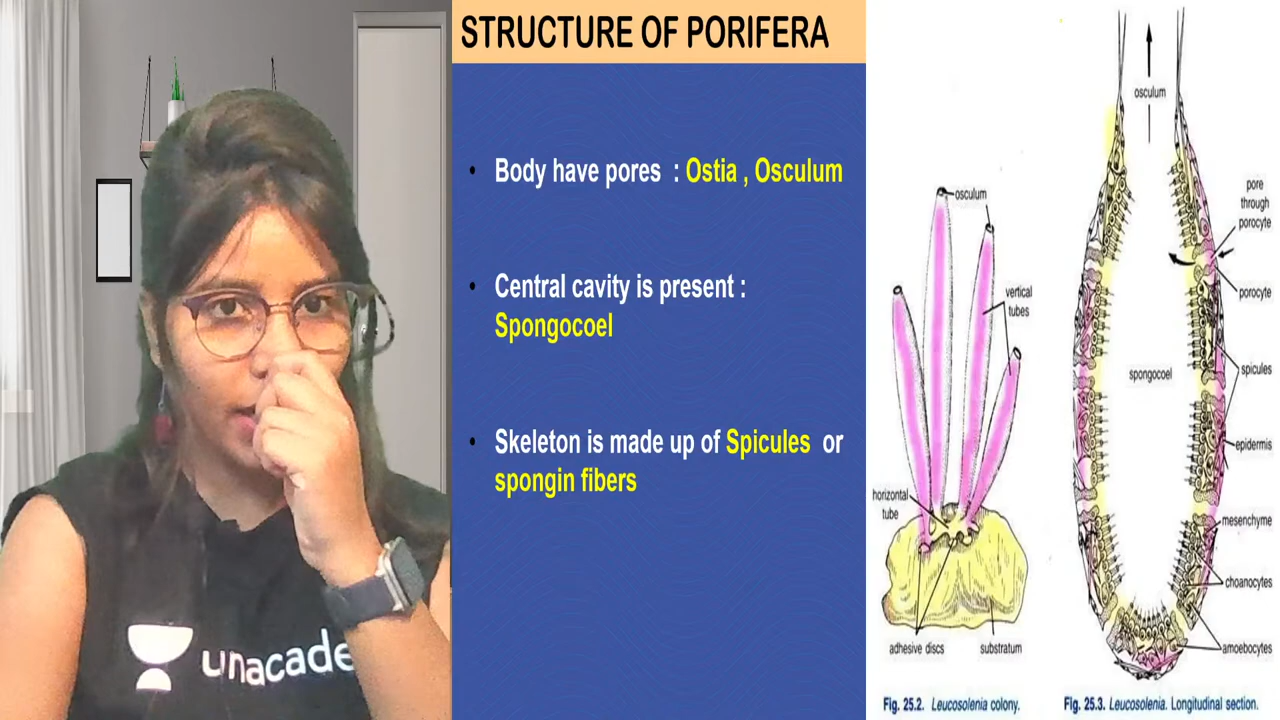 STRUCTURE OF PORIFERA
• Body have pores : Ostia , Osculum
• Central cavity is present :
Spongocoel
• Skeleton is made up of Spicules or
spongin fibers
unacade
osculum
vertical
tubes
horizontal
tube
adhesive discs
substratum
Fig. 25.2. Leucosolenia colony.
osculum
pore
through
porocyte
porocyte
spicules
spongocoel
epidermis
mesenchyme
choanocytes
amoebocytes
Fig. 25.3. Leucosolenia. Longitudinal section.